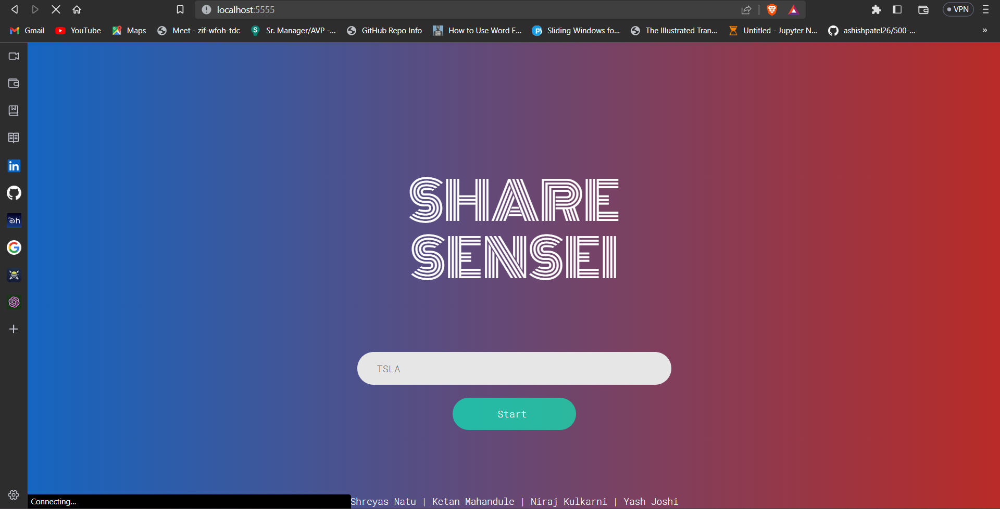 localhost:5555
VPN
Gmail
YouTube
Maps
Meet - zif-wfoh-tdc
Sr. Manager/AVP -...
GitHub Repo Info
How to Use Word E...
Sliding Windows fo...
The Illustrated Tran...
Untitled - Jupyter N...
ashishpatel26/500-...
»
SHARE
SENSEI
TSLA
Start
Connecting...
Shreyas Natu | Ketan Mahandule | Niraj Kulkarni | Yash Joshi